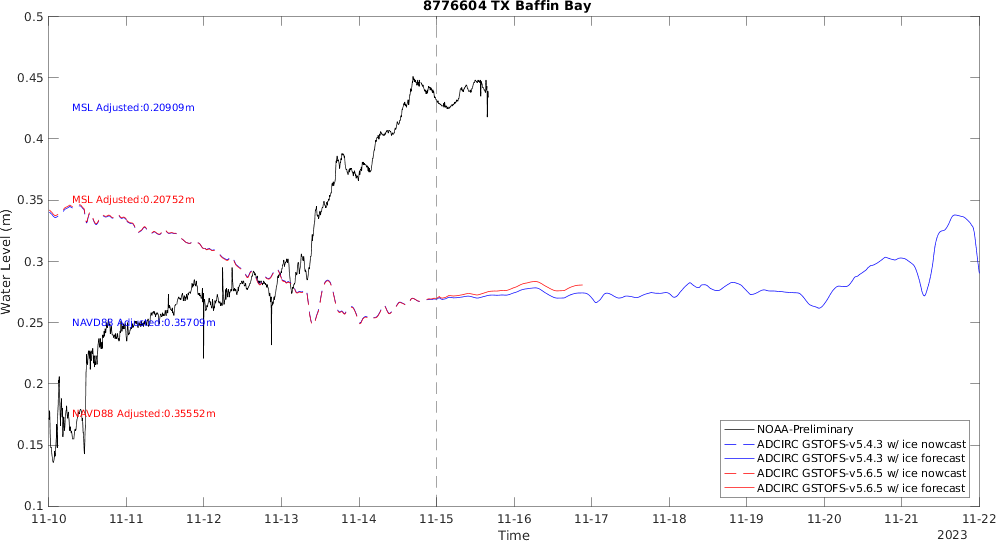 8776604 TX Baffin Bay
0.5
0.45
0.4
0.35
0.3
0.25
0.2
0.15
0.1
Water Level (m)
MSL Adjusted:0.20909m
MSL Adjusted:0.20752m
NAVD88 Adjusted:0.35709m
NAVD88 Adjusted:0.35552m
NOAA-Preliminary
ADCIRC GSTOFS-v5.4.3 w/ ice nowcast
ADCIRC GSTOFS-v5.4.3 w/ ice forecast
ADCIRC GSTOFS-v5.6.5 w/ ice nowcast
ADCIRC GSTOFS-v5.6.5 w/ ice forecast
11-10 11-11 11-12 11-13 11-14 11-15 11-16 11-17 11-18 11-19 11-20 11-21 11-22
Time
2023